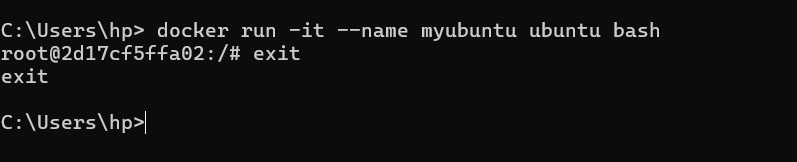 C:\Users\hp> docker run -it --name myubuntu ubuntu bash
root@2d17cf5ffa02:/# exit
exit
C:\Users\hp>